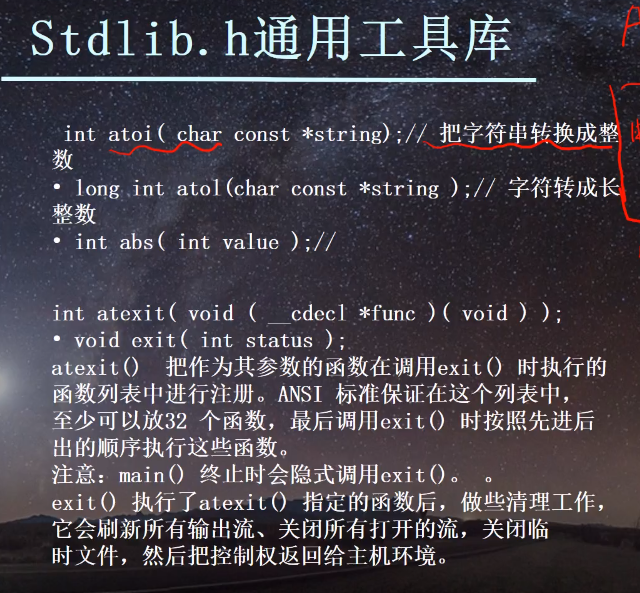 Stdlib.h通用工具库
int atoi( char const *string);// 把字符串转换成整
数
• long int atol(char const *string );// 字符转成长
整数
• int abs( int value );//
int atexit( void ( __cdecl *func )( void ) );
• void exit( int status );
atexit() 把作为其参数的函数在调用exit() 时执行的
函数列表中进行注册。ANSI 标准保证在这个列表中，
至少可以放32 个函数，最后调用exit() 时按照先进后
出的顺序执行这些函数。
注意：main() 终止时会隐式调用exit()。 。
exit() 执行了atexit() 指定的函数后，做些清理工作，
它会刷新所有输出流、关闭所有打开的流，关闭临
时文件，然后把控制权返回给主机环境。